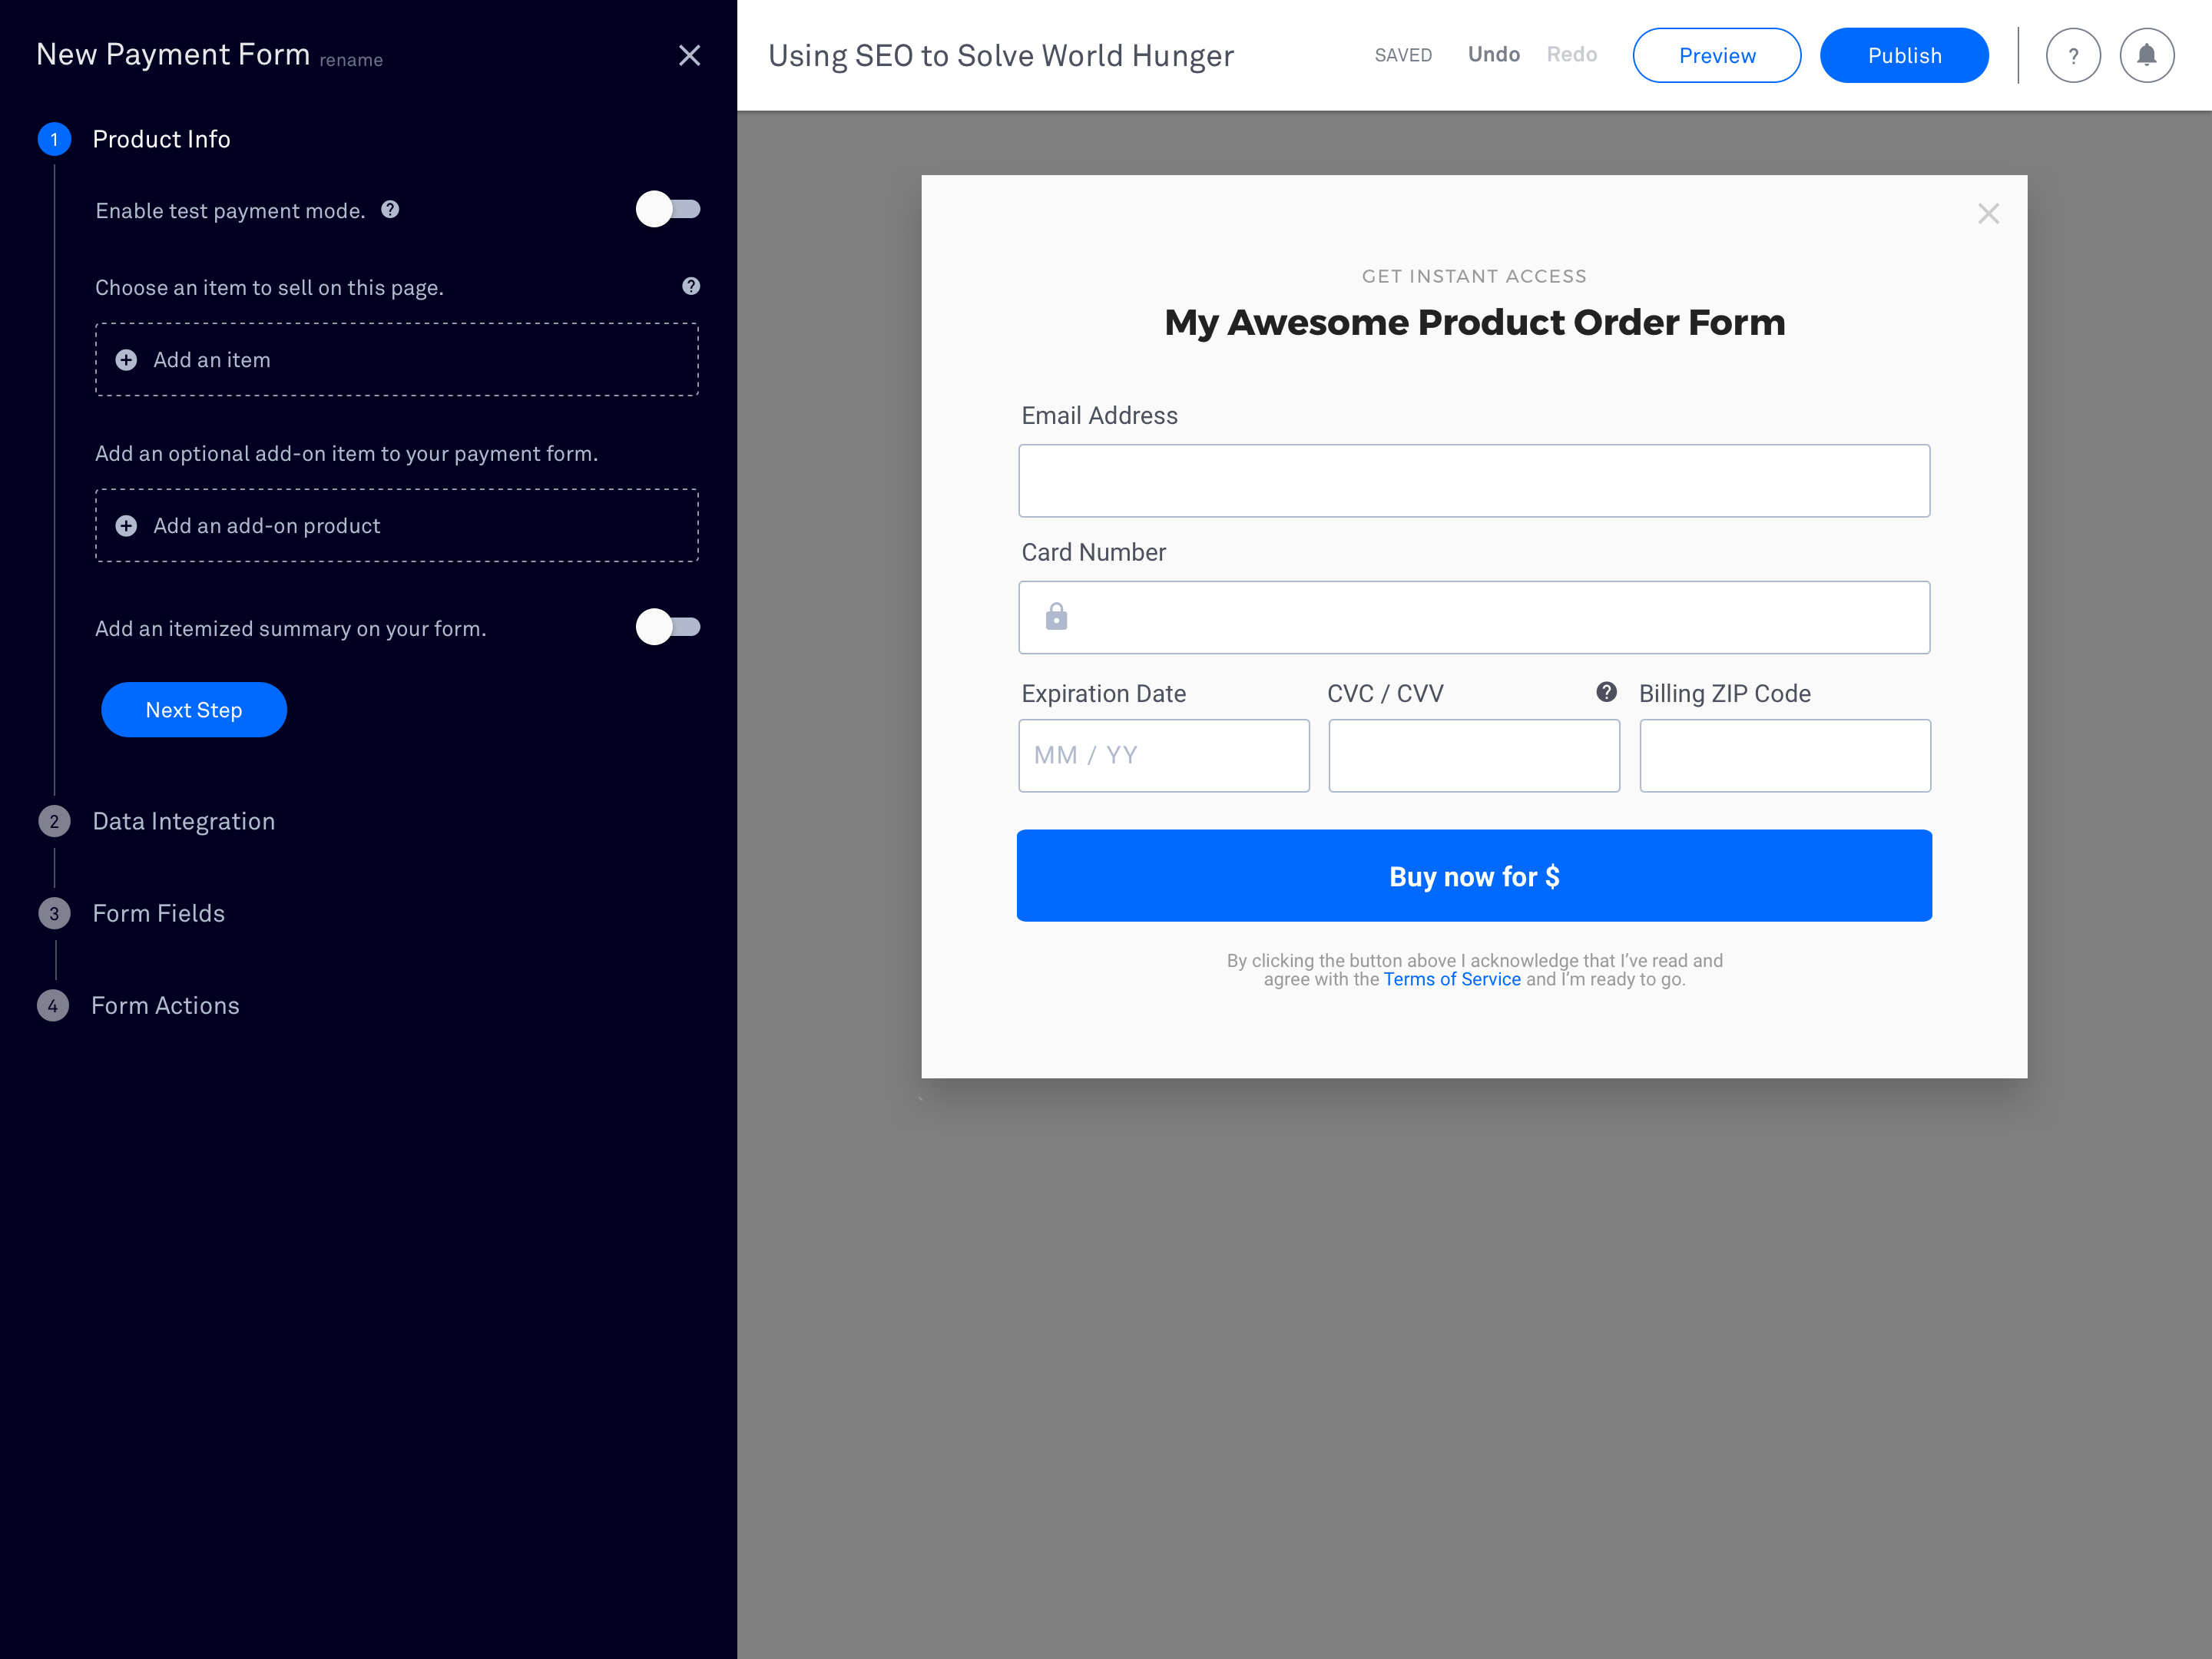 New Payment Form rename
1 Product Info
Enable test payment mode. ?
Choose an item to sell on this page. ?
Add an item
Add an optional add-on item to your payment form.
Add an add-on product
Add an itemized summary on your form.
Next Step
2 Data Integration
3 Form Fields
4 Form Actions
Using SEO to Solve World Hunger SAVED Undo Redo Preview Publish ?
GET INSTANT ACCESS
My Awesome Product Order Form
Email Address
Card Number
Expiration Date CVC / CVV ? Billing ZIP Code
MM / YY
Buy now for $
By clicking the button above I acknowledge that I’ve read and
agree with the Terms of Service and I’m ready to go.